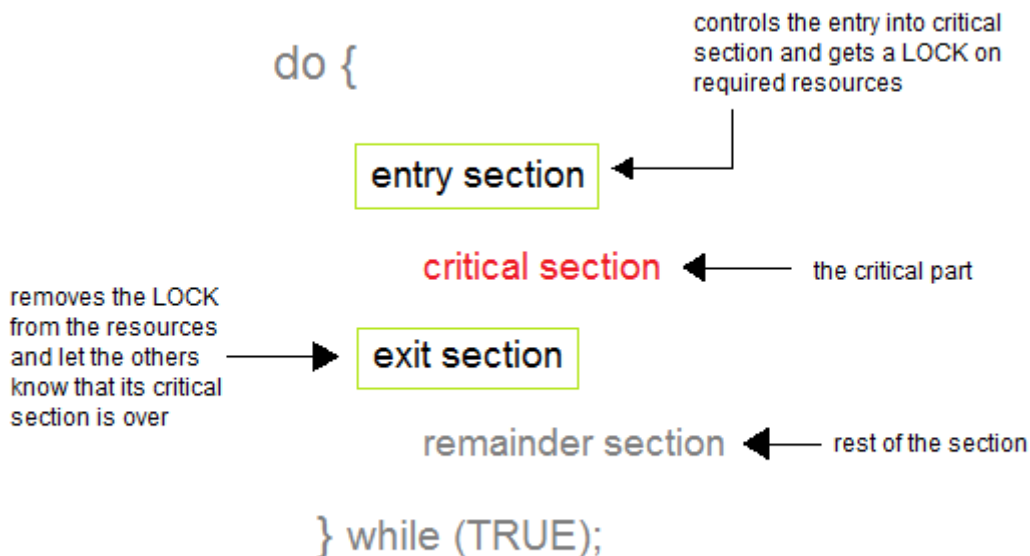 controls the entry into critical
section and gets a LOCK on
required resources
do {
entry section
critical section
the critical part
removes the LOCK
from the resources
and let the others
know that its critical
section is over
exit section
remainder section
rest of the section
} while (TRUE);